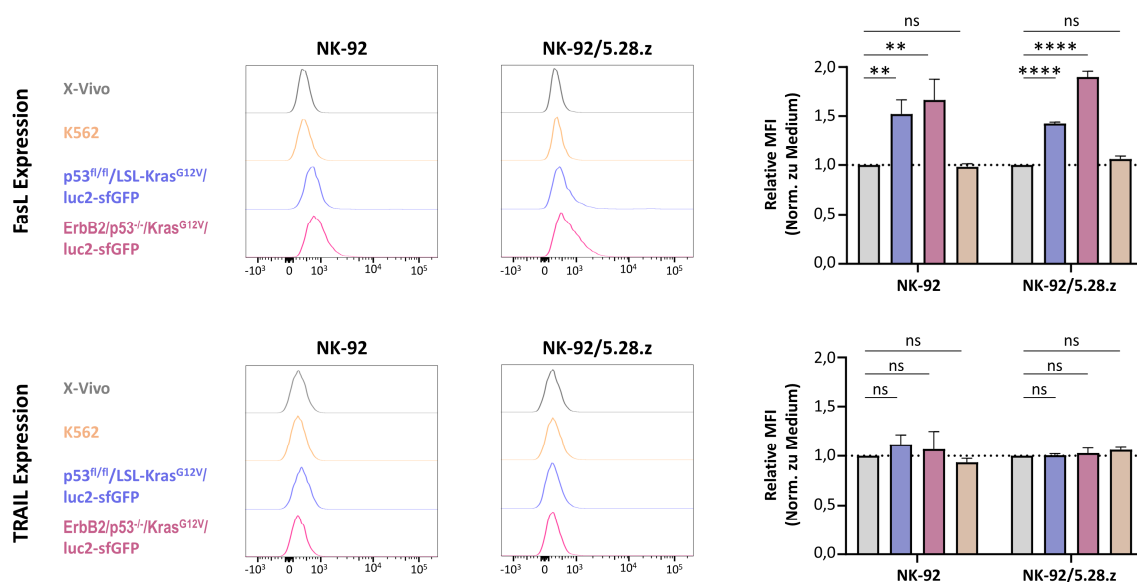 FasL Expression
NK-92
NK-92/5.28.z
X-Vivo
K562
p53fl/fl/LSL-KrasG12V/
luc2-sfGFP
ErbB2/p53-/-/KrasG12V/
luc2-sfGFP
-10³ 0 10³ 10⁴ 10⁵
-10³ 0 10³ 10⁴ 10⁵
Relative MFI
(Norm. zu Medium)
2,0
1,5
1,0
0,5
0,0
ns
**
**
ns
****
****
NK-92
NK-92/5.28.z
TRAIL Expression
NK-92
NK-92/5.28.z
X-Vivo
K562
p53fl/fl/LSL-KrasG12V/
luc2-sfGFP
ErbB2/p53-/-/KrasG12V/
luc2-sfGFP
-10³ 0 10³ 10⁴ 10⁵
-10³ 0 10³ 10⁴ 10⁵
Relative MFI
(Norm. zu Medium)
2,0
1,5
1,0
0,5
0,0
ns
ns
ns
ns
ns
ns
NK-92
NK-92/5.28.z